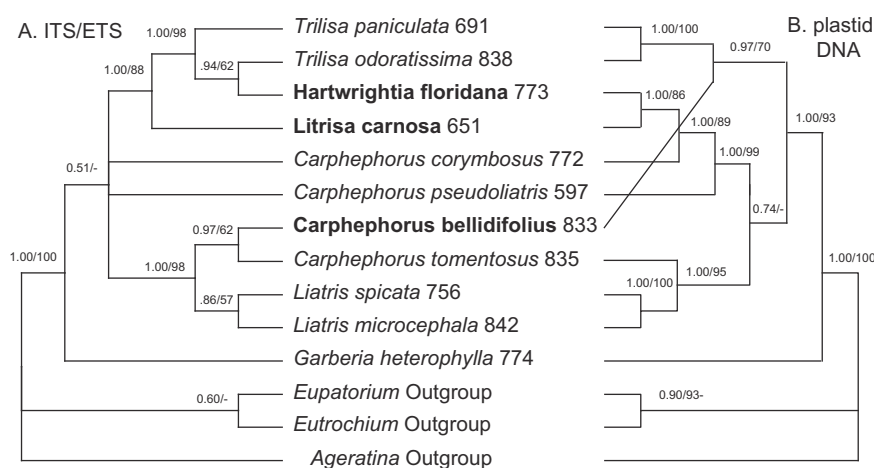 A. ITS/ETS
B. plastid
DNA
Trilisa paniculata 691
Trilisa odoratissima 838
Hartwrightia floridana 773
Litrisa carnosa 651
Carphephorus corymbosus 772
Carphephorus pseudoliatris 597
Carphephorus bellidifolius 833
Carphephorus tomentosus 835
Liatris spicata 756
Liatris microcephala 842
Garberia heterophylla 774
Eupatorium Outgroup
Eutrochium Outgroup
Ageratina Outgroup
1.00/98
.94/62
1.00/88
0.51/-
0.97/62
1.00/98
.86/57
1.00/100
0.60/-
1.00/100
0.97/70
1.00/86
1.00/89
1.00/93
1.00/99
0.74/-
1.00/95
1.00/100
1.00/100
0.90/93-